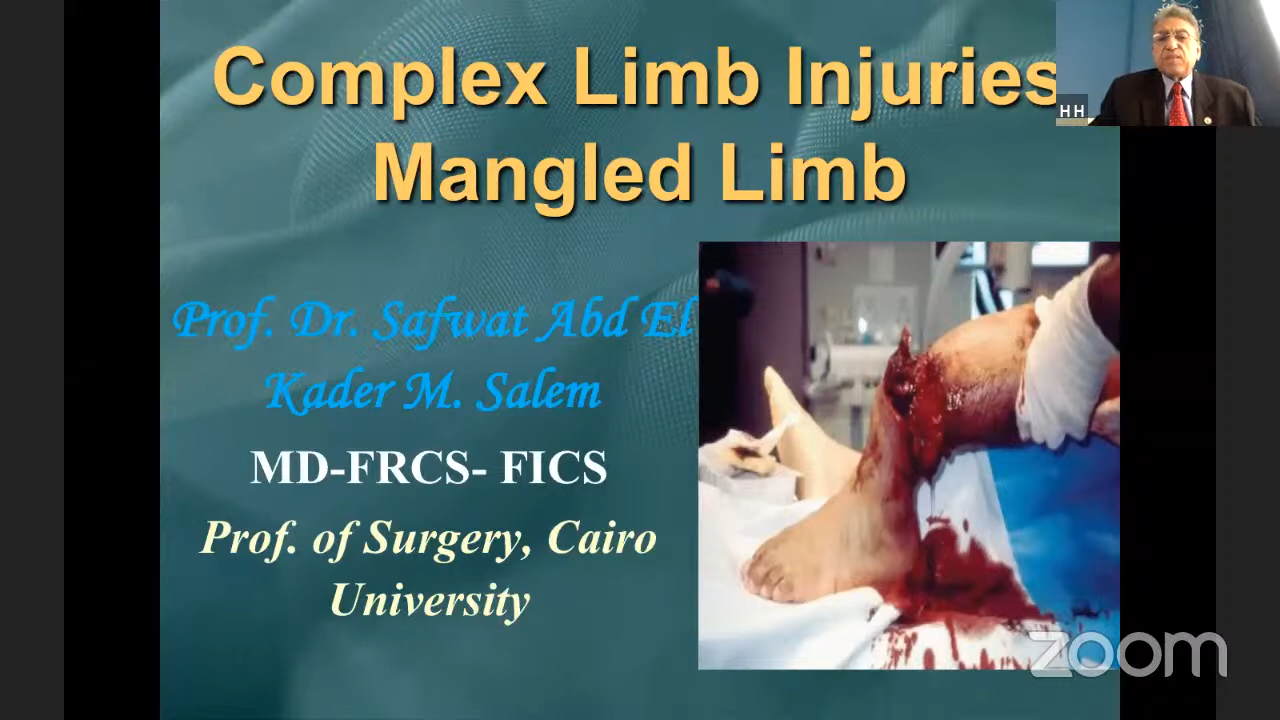 Complex Limb Injuries
Mangled Limb
HH
Prof. Dr. Safwat Abd El
Kader M. Salem
MD-FRCS- FICS
Prof. of Surgery, Cairo
University
zoom